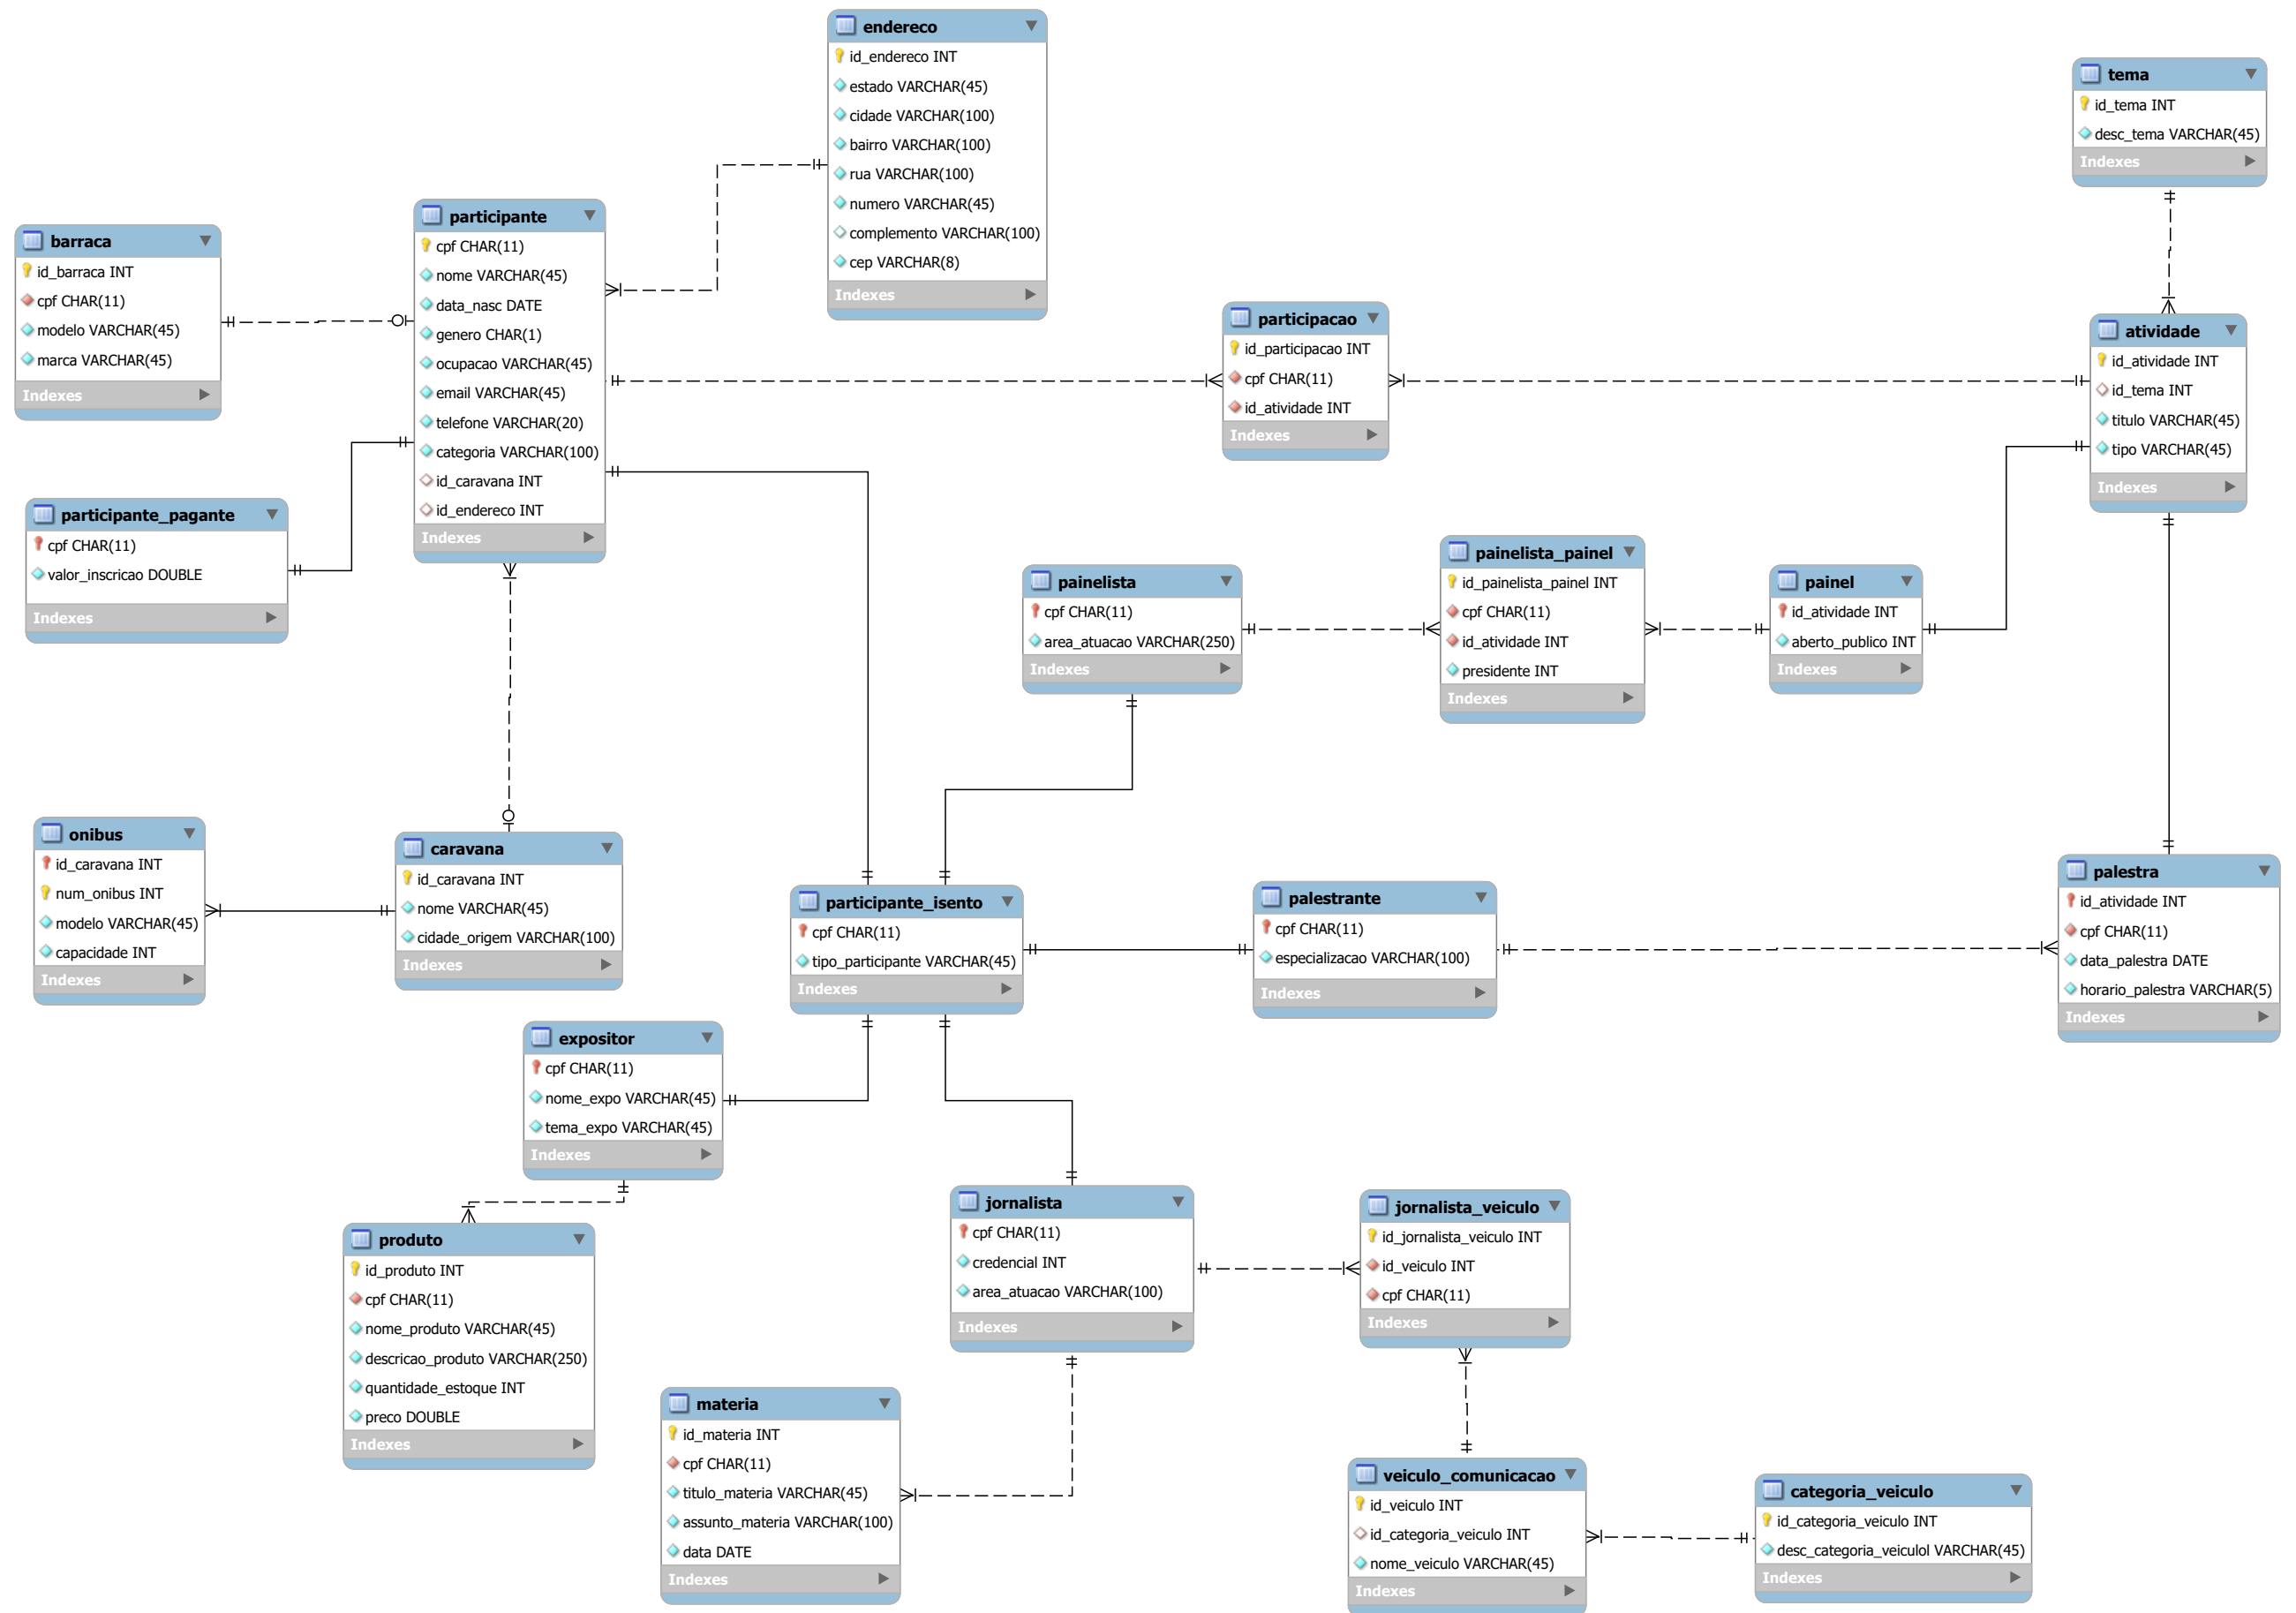 endereco
id_endereco INT
estado VARCHAR(45)
cidade VARCHAR(100)
bairro VARCHAR(100)
rua VARCHAR(100)
numero VARCHAR(45)
complemento VARCHAR(100)
cep VARCHAR(8)
Indexes
tema
id_tema INT
desc_tema VARCHAR(45)
Indexes
barraca
id_barraca INT
cpf CHAR(11)
modelo VARCHAR(45)
marca VARCHAR(45)
Indexes
participante
cpf CHAR(11)
nome VARCHAR(45)
data_nasc DATE
genero CHAR(1)
ocupacao VARCHAR(45)
email VARCHAR(45)
telefone VARCHAR(20)
categoria VARCHAR(100)
id_caravana INT
id_endereco INT
Indexes
participacao
id_participacao INT
cpf CHAR(11)
id_atividade INT
Indexes
atividade
id_atividade INT
id_tema INT
titulo VARCHAR(45)
tipo VARCHAR(45)
Indexes
participante_pagante
cpf CHAR(11)
valor_inscricao DOUBLE
Indexes
painelista
cpf CHAR(11)
area_atuacao VARCHAR(250)
Indexes
painelista_painel
id_painelista_painel INT
cpf CHAR(11)
id_atividade INT
presidente INT
Indexes
painel
id_atividade INT
aberto_publico INT
Indexes
onibus
id_caravana INT
num_onibus INT
modelo VARCHAR(45)
capacidade INT
Indexes
caravana
id_caravana INT
nome VARCHAR(45)
cidade_origem VARCHAR(100)
Indexes
participante_isento
cpf CHAR(11)
tipo_participante VARCHAR(45)
Indexes
palestrante
cpf CHAR(11)
especializacao VARCHAR(100)
Indexes
palestra
id_atividade INT
cpf CHAR(11)
data_palestra DATE
horario_palestra VARCHAR(5)
Indexes
expositor
cpf CHAR(11)
nome_expo VARCHAR(45)
tema_expo VARCHAR(45)
Indexes
produto
id_produto INT
cpf CHAR(11)
nome_produto VARCHAR(45)
descricao_produto VARCHAR(250)
quantidade_estoque INT
preco DOUBLE
Indexes
jornalista
cpf CHAR(11)
credencial INT
area_atuacao VARCHAR(100)
Indexes
jornalista_veiculo
id_jornalista_veiculo INT
id_veiculo INT
cpf CHAR(11)
Indexes
materia
id_materia INT
cpf CHAR(11)
titulo_materia VARCHAR(45)
assunto_materia VARCHAR(100)
data DATE
Indexes
veiculo_comunicacao
id_veiculo INT
id_categoria_veiculo INT
nome_veiculo VARCHAR(45)
Indexes
categoria_veiculo
id_categoria_veiculo INT
desc_categoria_veiculol VARCHAR(45)
Indexes